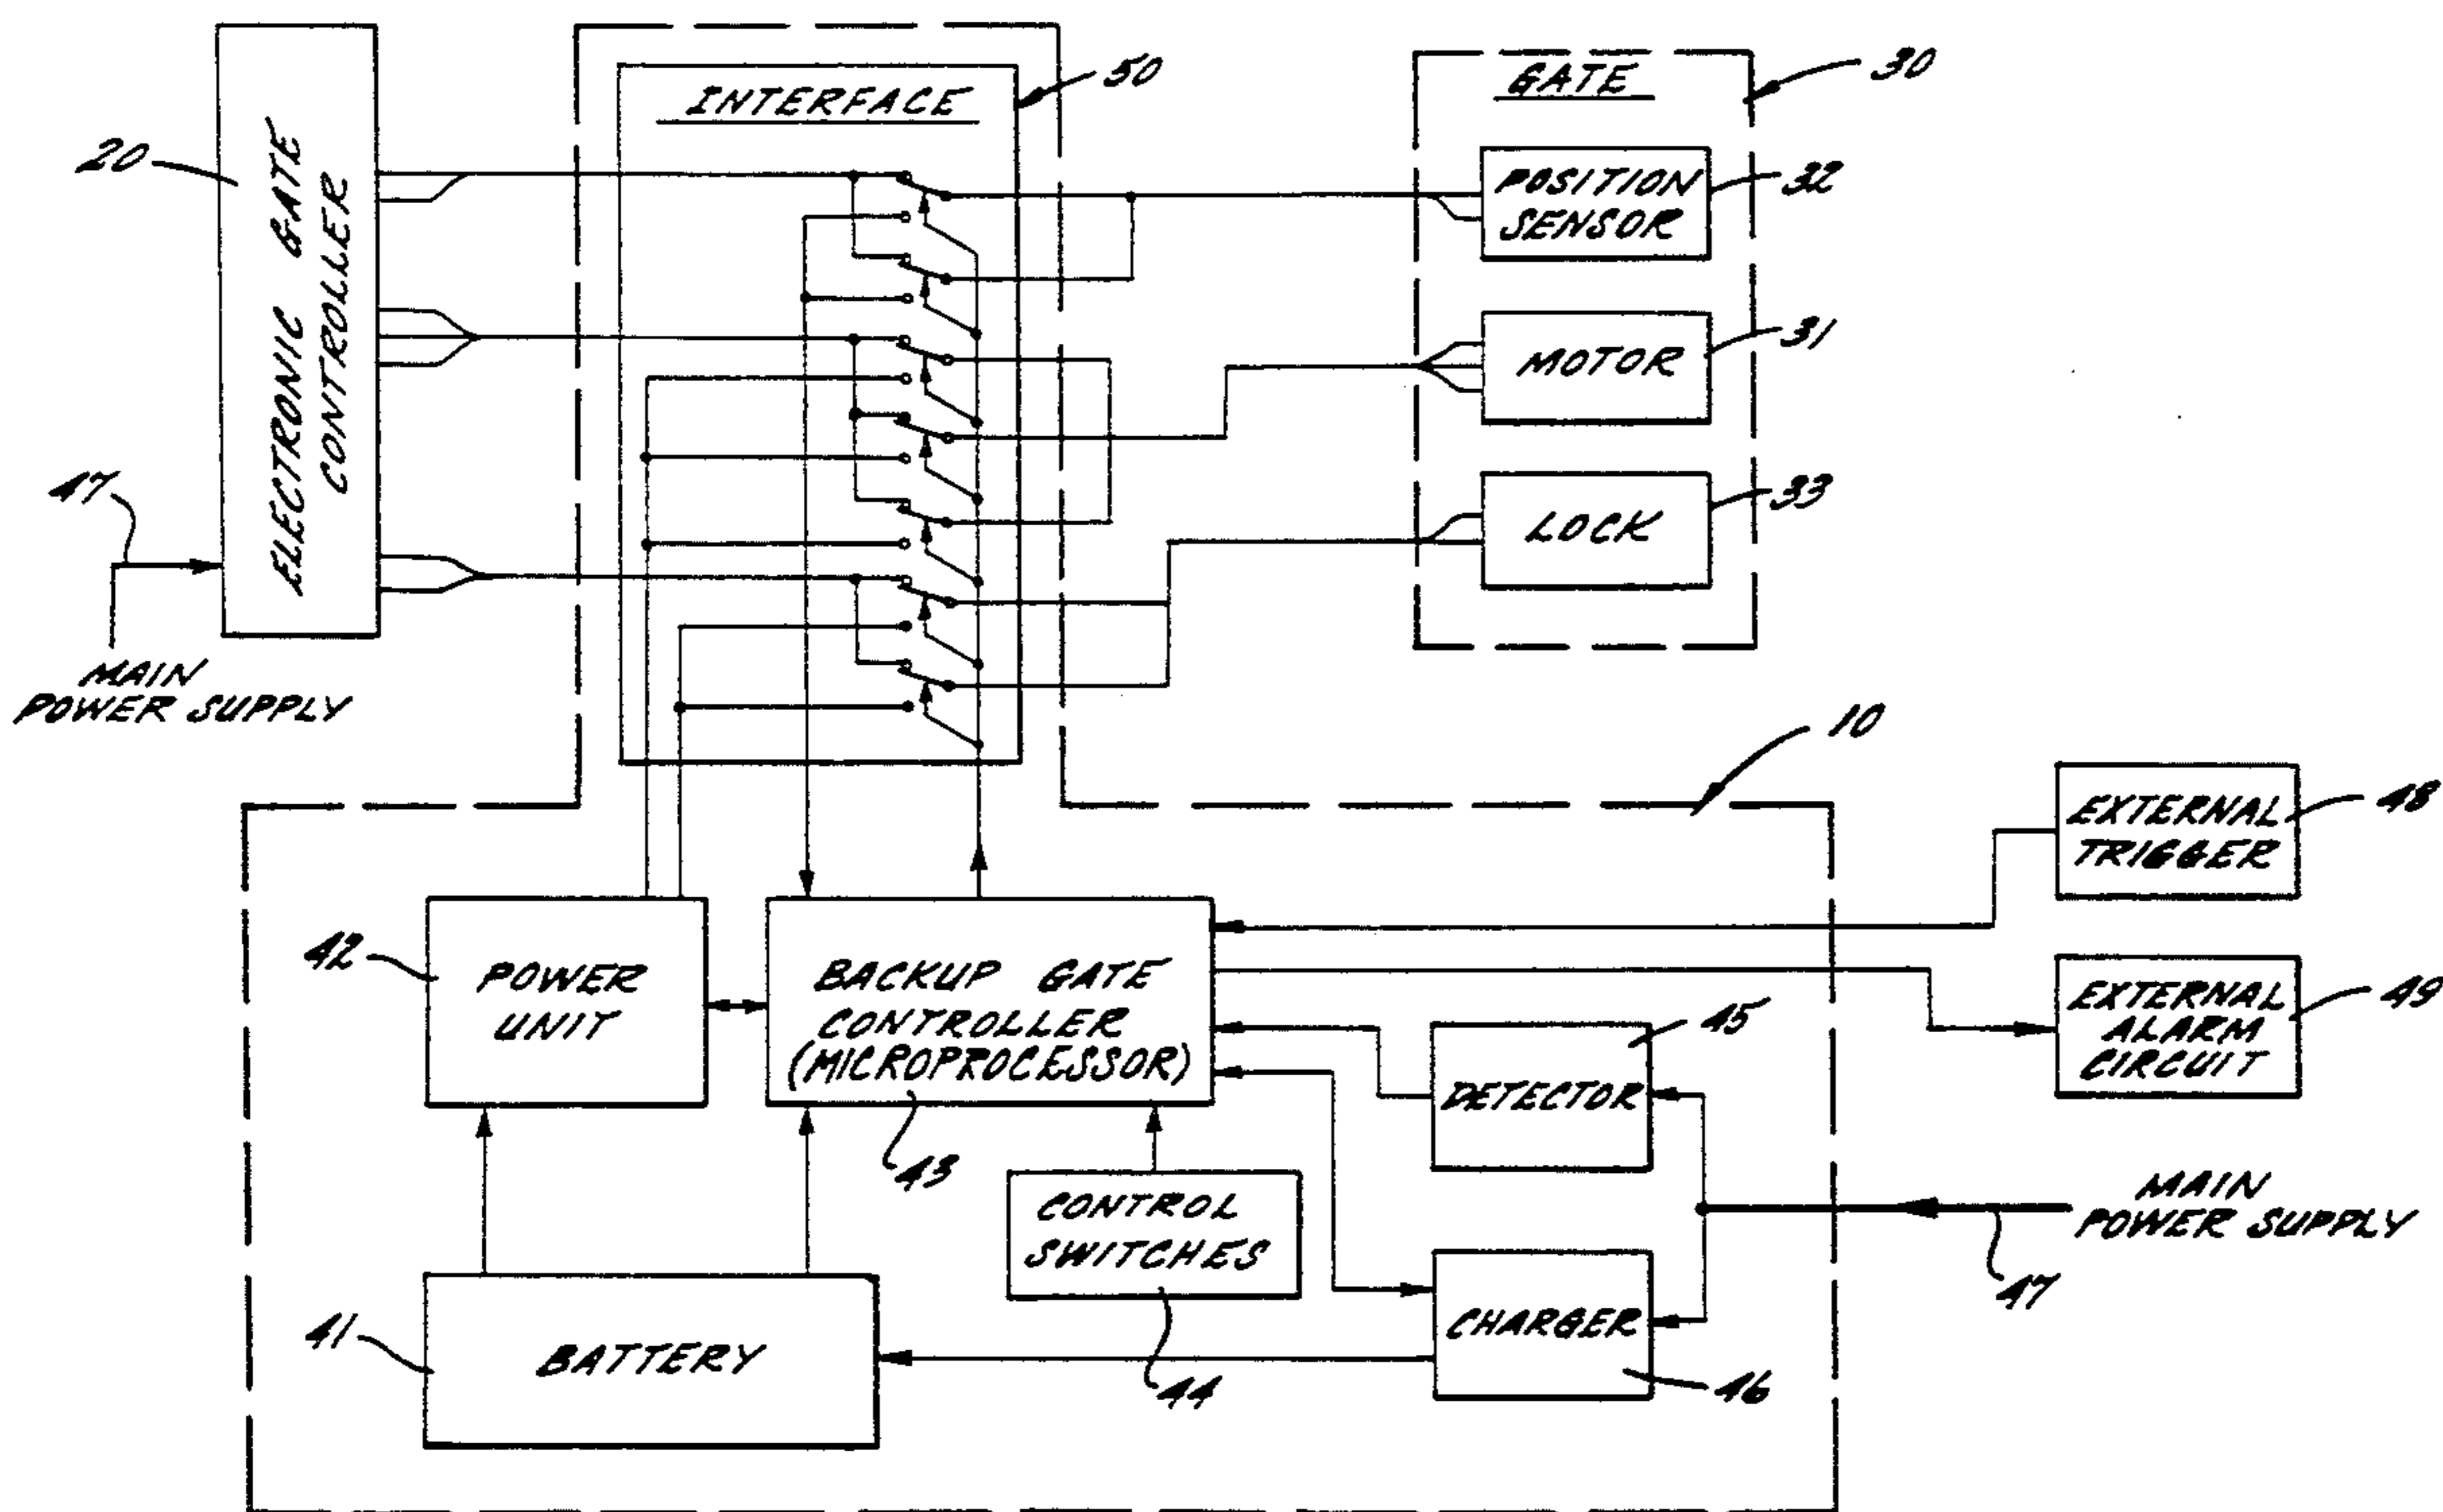 INTERFACE
50
GATE
30
20
ELECTRONIC GATE
CONTROLLER
POSITION
SENSOR
32
MOTOR
31
LOCK
33
47
MAIN
POWER SUPPLY
10
EXTERNAL
TRIGGER
48
42
POWER
UNIT
BACKUP GATE
CONTROLLER
(MICROPROCESSOR)
43
EXTERNAL
ALARM
CIRCUIT
49
45
DETECTOR
CONTROL
SWITCHES
44
MAIN
POWER SUPPLY
47
41
BATTERY
CHARGER
46